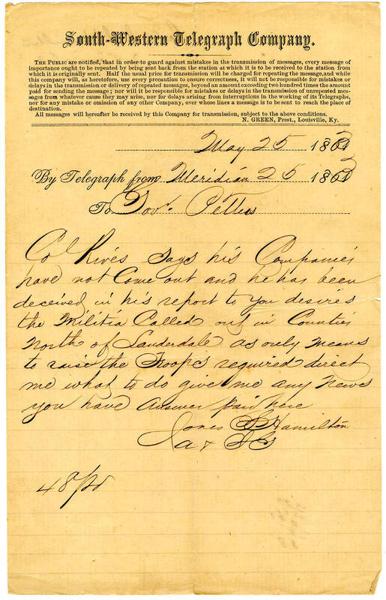 South-Western Telegraph Company.
THE PUBLIC are notified, that in order to guard against mistakes in the transmission of messages, every message of
importance ought to be repeated by being sent back from the station at which it is to be received to the station from
which it is originally sent. Half the usual price for transmission will be charged for repeating the message, and while
this company will, as heretofore, use every precaution to ensure correctness, it will not be responsible for mistakes or
delays in the transmission or delivery of repeated messages, beyond an amount exceeding two hundred times the amount
paid for sending the message; nor will it be responsible for mistakes or delays in the transmission of unrepeated messages
from whatever cause they may arise, nor for delays arising from interruptions in the working of its Telegraphs,
nor for any mistake or omission of any other Company, over whose lines a message is to be sent to reach the place of
destination.
All messages will hereafter be received by this Company for transmission, subject to the above conditions.
N. GREEN, Prest., Louisville, Ky.
May 25 1863
By Telegraph from Meridian 25 1863
To Gov. Pettus
Col Rives Says his Companies
have not Come out and he has been
deceived in his report to you desires
the Militia Called out in Counties
North of Lauderdale as only means
to raise the troops required direct
me what to do give me any news
you have answer paid here
Jones S Hamilton
A & I G
48/pd